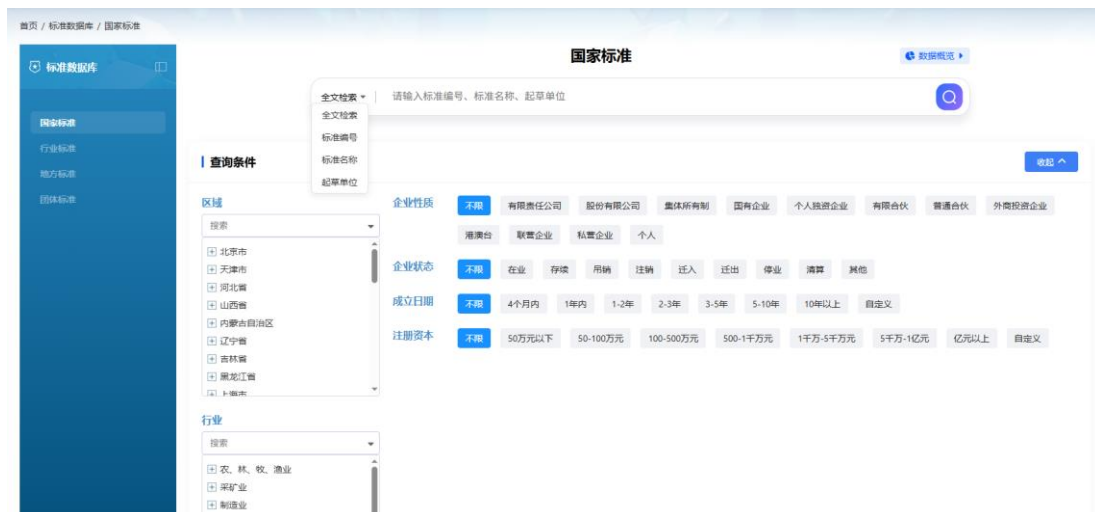 首页 / 标准数据库 / 国家标准
标准数据库
国家标准
行业标准
地方标准
团体标准
国家标准
数据概览
全文检索
请输入标准编号、标准名称、起草单位
全文检索
标准编号
标准名称
起草单位
查询条件
收起
区域
搜索
北京市
天津市
河北省
山西省
内蒙古自治区
辽宁省
吉林省
黑龙江省
上海市
行业
搜索
农、林、牧、渔业
采矿业
制造业
企业性质 不限 有限责任公司 股份有限公司 集体所有制 国有企业 个人独资企业 有限合伙 普通合伙 外商投资企业
港澳台 联营企业 私营企业 个人
企业状态 不限 在业 存续 吊销 注销 迁入 迁出 停业 清算 其他
成立日期 不限 4个月内 1年内 1-2年 2-3年 3-5年 5-10年 10年以上 自定义
注册资本 不限 50万元以下 50-100万元 100-500万元 500-1千万元 1千万-5千万元 5千万-1亿元 亿元以上 自定义